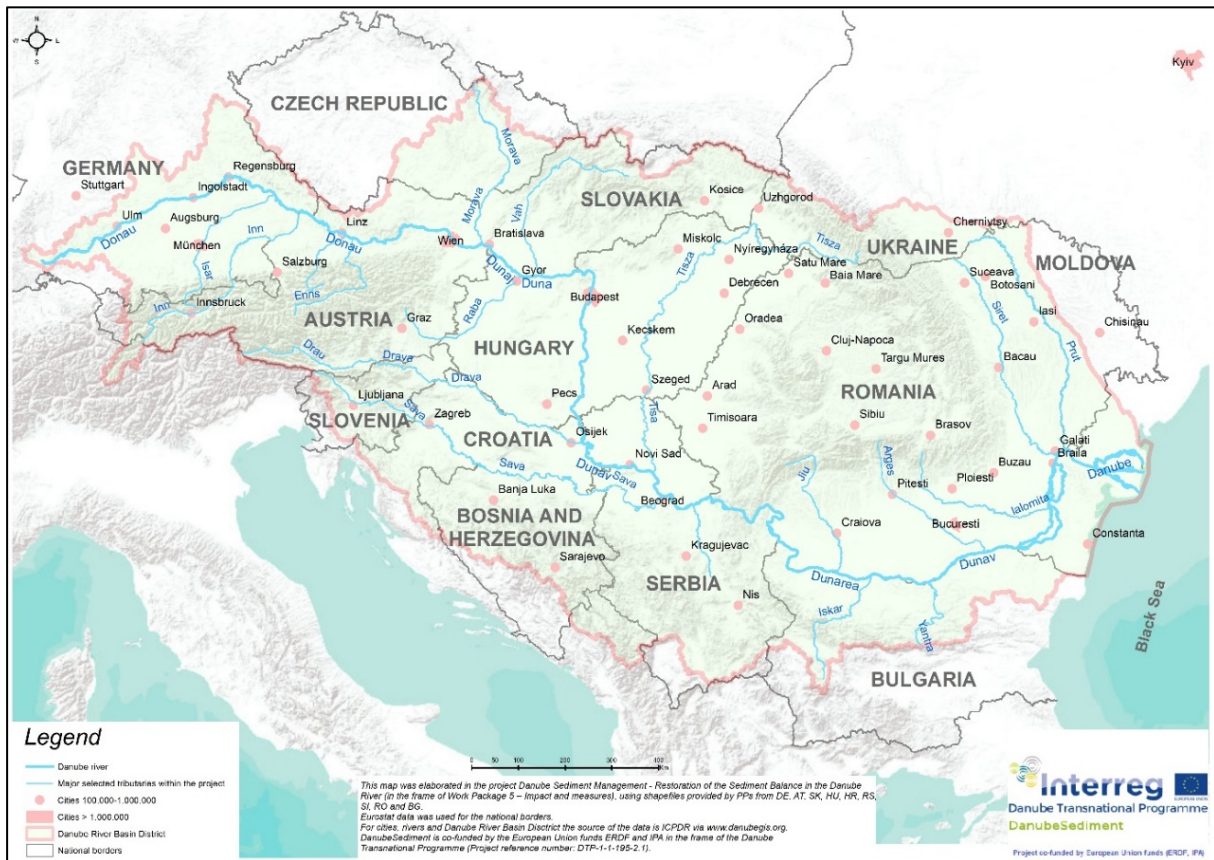 N
S
L
Kyiv
CZECH REPUBLIC
GERMANY
Stuttgart
Regensburg
Ingolstadt
Ulm
Augsburg
Donau
München
Isar
Inn
Linz
Donau
Salzburg
Enns
Inn
Innsbruck
AUSTRIA
Graz
Wien
Morava
Morava
Vah
Bratislava
Dunaj
Gyor
Duna
Raba
SLOVAKIA
Kosice
Uzhgorod
Miskolc
Nyíregyháza
Tisza
Tisza
Satu Mare
Baia Mare
Debrecen
Budapest
UKRAINE
Chernivtsy
MOLDOVA
Suceava
Botosani
Iasi
Chisinau
Siret
Prut
Oradea
Cluj-Napoca
Targu Mures
Bacau
Kecskem
HUNGARY
Drau
Drava
Drava
Pecs
Szeged
Tisa
Arad
Timisoara
ROMANIA
Sibiu
Brasov
Ljubljana
SLOVENIA
Sava
Zagreb
CROATIA
Osijek
Sava
Dunav
Sava
Novi Sad
Beograd
Banja Luka
BOSNIA AND
HERZEGOVINA
Sarajevo
Kragujevac
SERBIA
Nis
Jiu
Arges
Pitesti
Ploiesti
Buzau
Galati
Braila
Danube
Ialomita
Craiova
Bucuresti
Constanta
Dunarea
Dunav
Iskar
Yantra
BULGARIA
Black Sea
Legend
Danube river
Major selected tributaries within the project
Cities 100.000-1.000.000
Cities > 1.000.000
Danube River Basin District
National borders
0 50 100 200 300 400
This map was elaborated in the project Danube Sediment Management - Restoration of the Sediment Balance in the Danube
River (in the frame of Work Package 5 – Impact and measures), using shapefiles provided by PPs from DE, AT, SK, HU, HR, RS,
SI, RO and BG.
Eurostat data was used for the national borders.
For cities, rivers and Danube River Basin Disctrict the source of the data is ICPDR via www.danubegis.org.
DanubeSediment is co-funded by the European Union funds ERDF and IPA in the frame of the Danube
Transnational Programme (Project reference number: DTP-1-1-195-2.1).
Interreg
EUROPEAN UNION
Danube Transnational Programme
DanubeSediment
Project co-funded by European Union funds (ERDF, IPA)